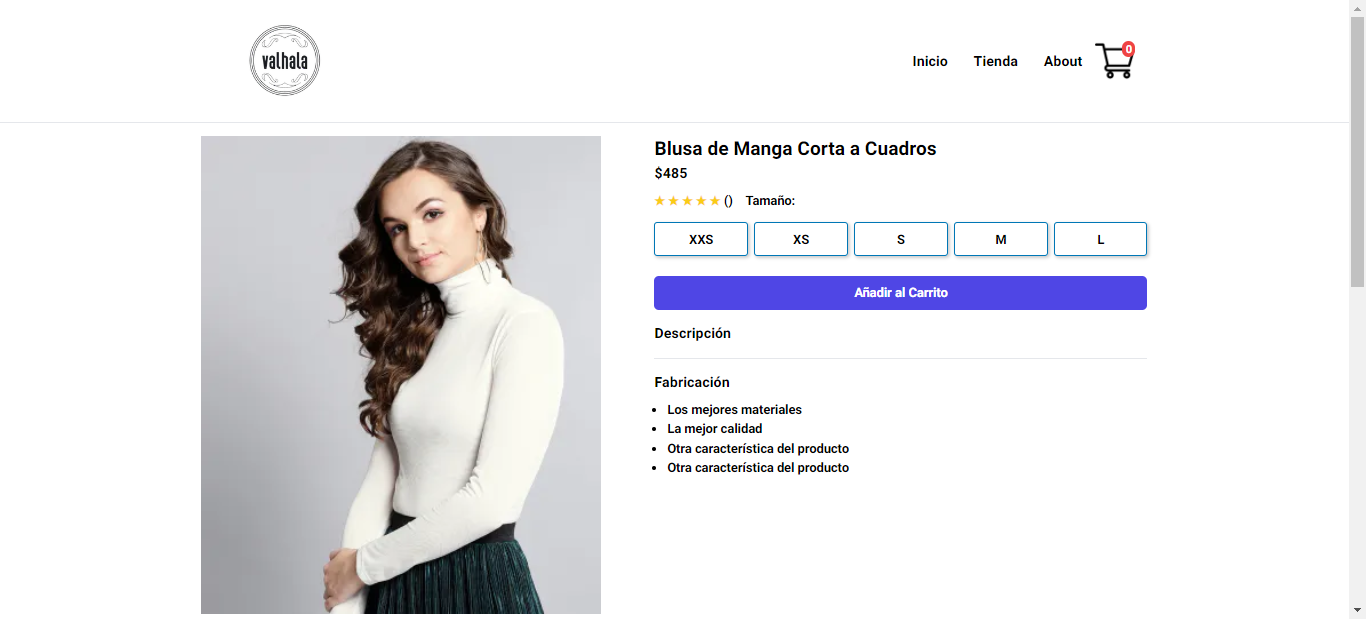 valhala
Inicio Tienda About 0
Blusa de Manga Corta a Cuadros
$485
★★★★★ () Tamaño:
XXS XS S M L
Añadir al Carrito
Descripción
Fabricación
• Los mejores materiales
• La mejor calidad
• Otra característica del producto
• Otra característica del producto